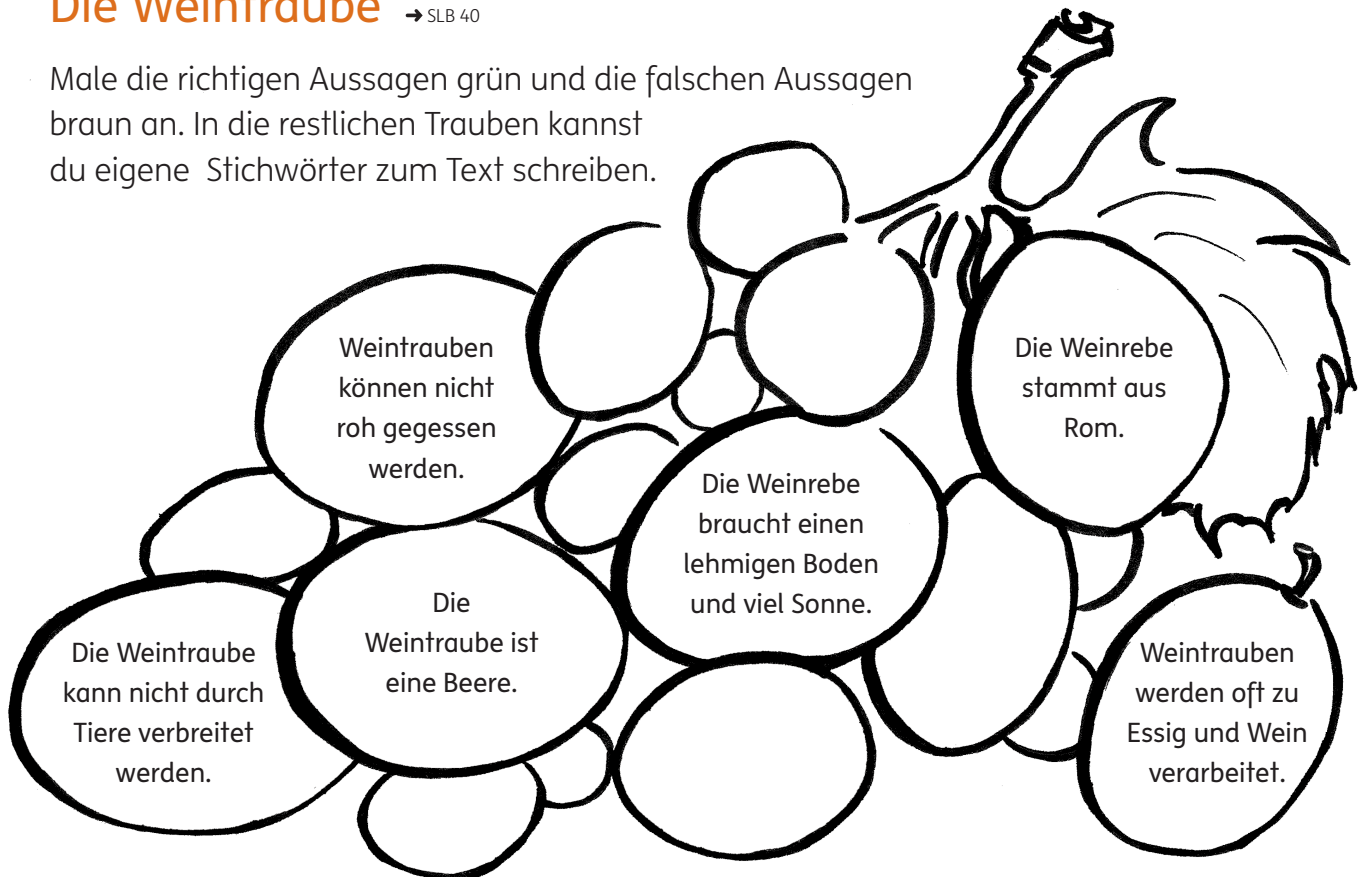 Die Weintraube → SLB 40
Male die richtigen Aussagen grün und die falschen Aussagen
braun an. In die restlichen Trauben kannst
du eigene Stichwörter zum Text schreiben.
Weintrauben
können nicht
roh gegessen
werden.
Die Weinrebe
stammt aus
Rom.
Die Weinrebe
braucht einen
lehmigen Boden
und viel Sonne.
Die
Weintraube ist
eine Beere.
Die Weintraube
kann nicht durch
Tiere verbreitet
werden.
Weintrauben
werden oft zu
Essig und Wein
verarbeitet.